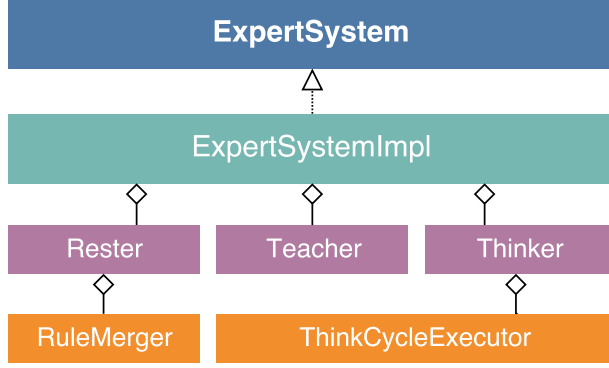 ExpertSystem
ExpertSystemImpl
Rester
Teacher
Thinker
RuleMerger
ThinkCycleExecutor